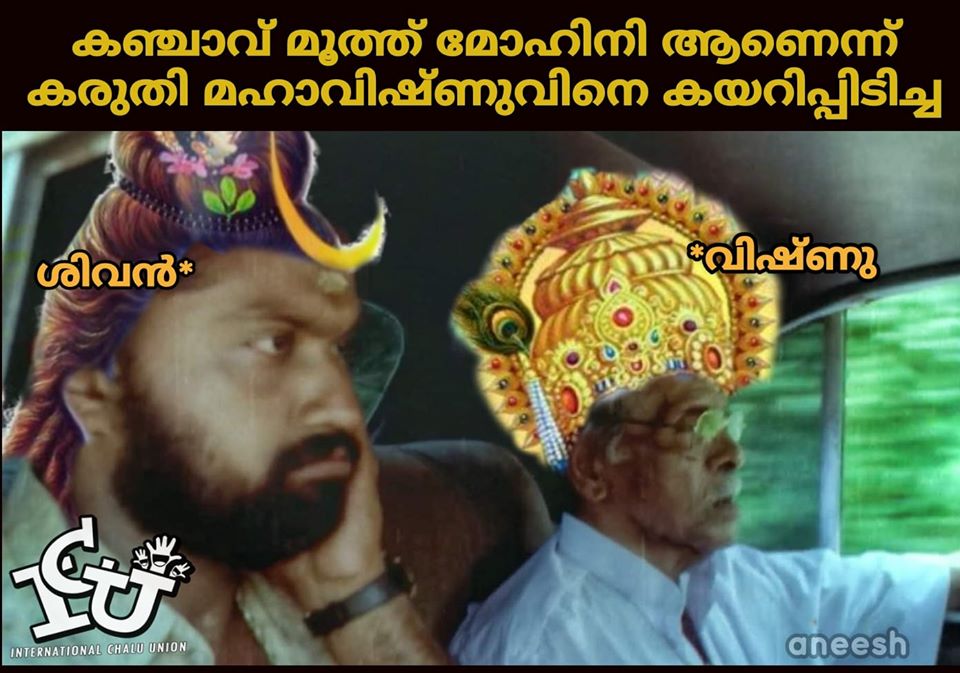 കഞ്ചാവ് മൂത്ത് മോഹിനി ആണെന്ന്
കരുതി മഹാവിഷ്ണുവിനെ കയറിപ്പിടിച്ച
ശിവൻ*
*വിഷ്ണു
ICU
INTERNATIONAL CHALU UNION
aneesh